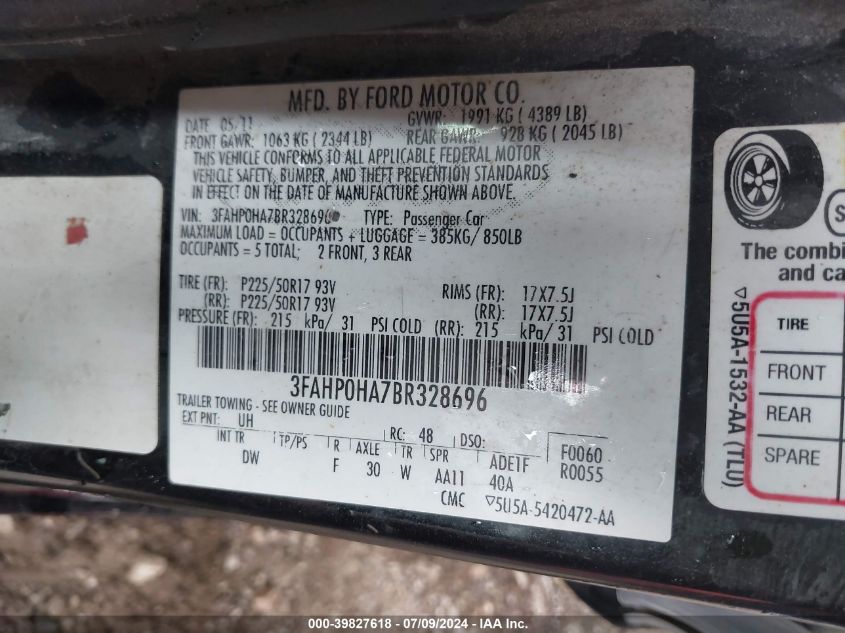 MFD. BY FORD MOTOR CO.
DATE 05/11 GVWR: 1991 KG ( 4389 LB)
FRONT GAWR: 1063 KG ( 2344 LB) REAR GAWR: 928 KG ( 2045 LB)
THIS VEHICLE CONFORMS TO ALL APPLICABLE FEDERAL MOTOR
VEHICLE SAFETY, BUMPER, AND THEFT PREVENTION STANDARDS
IN EFFECT ON THE DATE OF MANUFACTURE SHOWN ABOVE.
VIN: 3FAHP0HA7BR328696 TYPE: Passenger Car
MAXIMUM LOAD = OCCUPANTS + LUGGAGE = 385KG/ 850LB
OCCUPANTS = 5 TOTAL; 2 FRONT, 3 REAR
TIRE (FR): P225/50R17 93V RIMS (FR): 17X7.5J
(RR): P225/50R17 93V (RR): 17X7.5J
PRESSURE (FR): 215 kPa/ 31 PSI COLD (RR): 215 kPa/ 31 PSI COLD
3FAHP0HA7BR328696
TRAILER TOWING - SEE OWNER GUIDE
EXT PNT: UH RC: 48 DSO:
INT TR TP/PS R AXLE TR SPR ADE1F F0060
DW F 30 W AA11 40A R0055
CMC ▽5U5A-5420472-AA
The combi
and ca
TIRE
FRONT
REAR
SPARE
▽5U5A-1532-AA (TLU)
000-39827618 - 07/09/2024 - IAA Inc.